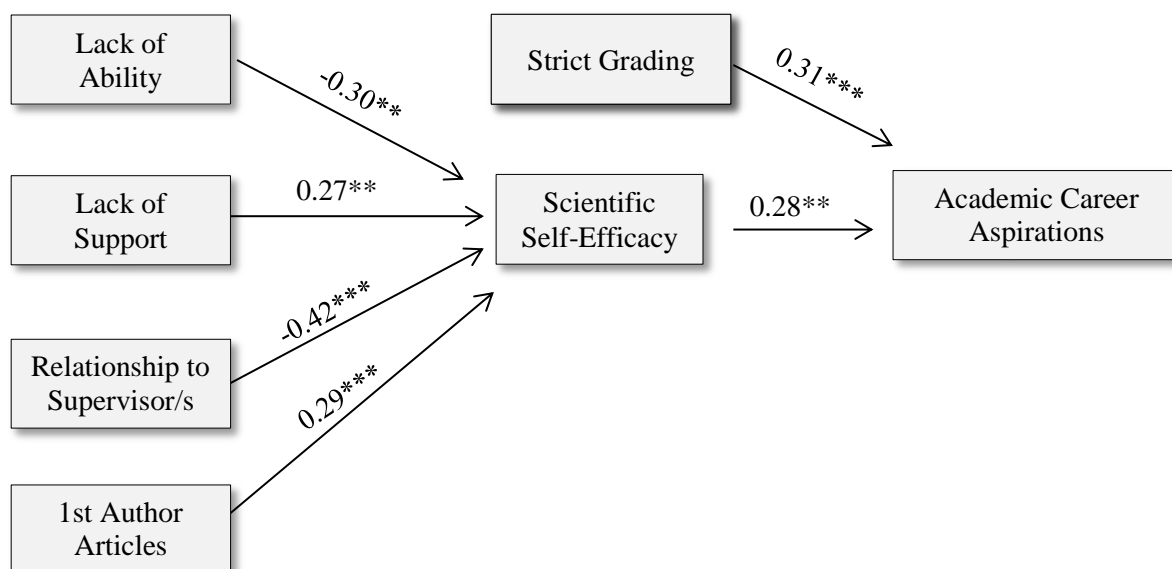 Lack of
Ability
-0.30**
Strict Grading
0.31***
Lack of
Support
0.27**
Scientific
Self-Efficacy
0.28**
Academic Career
Aspirations
Relationship to
Supervisor/s
-0.42***
0.29***
1st Author
Articles